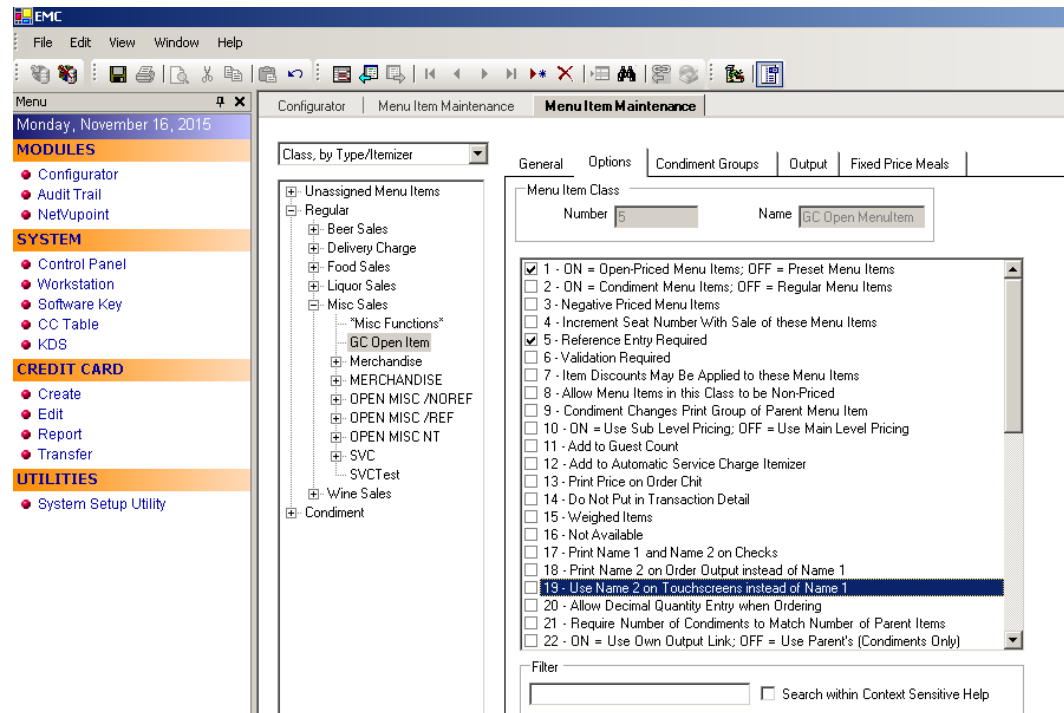 EMC
File Edit View Window Help
Menu
Monday, November 16, 2015
MODULES
Configurator
Audit Trail
NetVupoint
SYSTEM
Control Panel
Workstation
Software Key
CC Table
KDS
CREDIT CARD
Create
Edit
Report
Transfer
UTILITIES
System Setup Utility
Configurator Menu Item Maintenance Menu Item Maintenance
Class, by Type/Itemizer
Unassigned Menu Items
Regular
Beer Sales
Delivery Charge
Food Sales
Liquor Sales
Misc Sales
*Misc Functions*
GC Open Item
Merchandise
MERCHANDISE
OPEN MISC /NOREF
OPEN MISC /REF
OPEN MISC NT
SVC
SVCTest
Wine Sales
Condiment
General Options Condiment Groups Output Fixed Price Meals
Menu Item Class
Number 5 Name GC Open MenuItem
1 - ON = Open-Priced Menu Items; OFF = Preset Menu Items
2 - ON = Condiment Menu Items; OFF = Regular Menu Items
3 - Negative Priced Menu Items
4 - Increment Seat Number With Sale of these Menu Items
5 - Reference Entry Required
6 - Validation Required
7 - Item Discounts May Be Applied to these Menu Items
8 - Allow Menu Items in this Class to be Non-Priced
9 - Condiment Changes Print Group of Parent Menu Item
10 - ON = Use Sub Level Pricing; OFF = Use Main Level Pricing
11 - Add to Guest Count
12 - Add to Automatic Service Charge Itemizer
13 - Print Price on Order Chit
14 - Do Not Put in Transaction Detail
15 - Weighed Items
16 - Not Available
17 - Print Name 1 and Name 2 on Checks
18 - Print Name 2 on Order Output instead of Name 1
19 - Use Name 2 on Touchscreens instead of Name 1
20 - Allow Decimal Quantity Entry when Ordering
21 - Require Number of Condiments to Match Number of Parent Items
22 - ON = Use Own Output Link; OFF = Use Parent's (Condiments Only)
Filter
Search within Context Sensitive Help